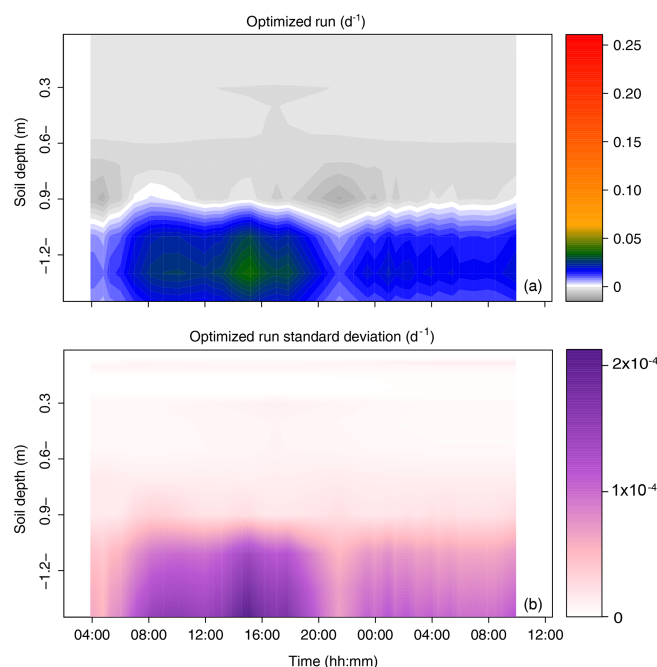 Optimized run (d⁻¹)
Soil depth (m)
0.3
0.6−
0.9−
−1.2−
0.25
0.20
0.15
0.10
0.05
0
(a)
Optimized run standard deviation (d⁻¹)
Soil depth (m)
0.3
0.6−
0.9−
−1.2−
2x10⁻⁴
1x10⁻⁴
0
(b)
04:00 08:00 12:00 16:00 20:00 00:00 04:00 08:00 12:00
Time (hh:mm)